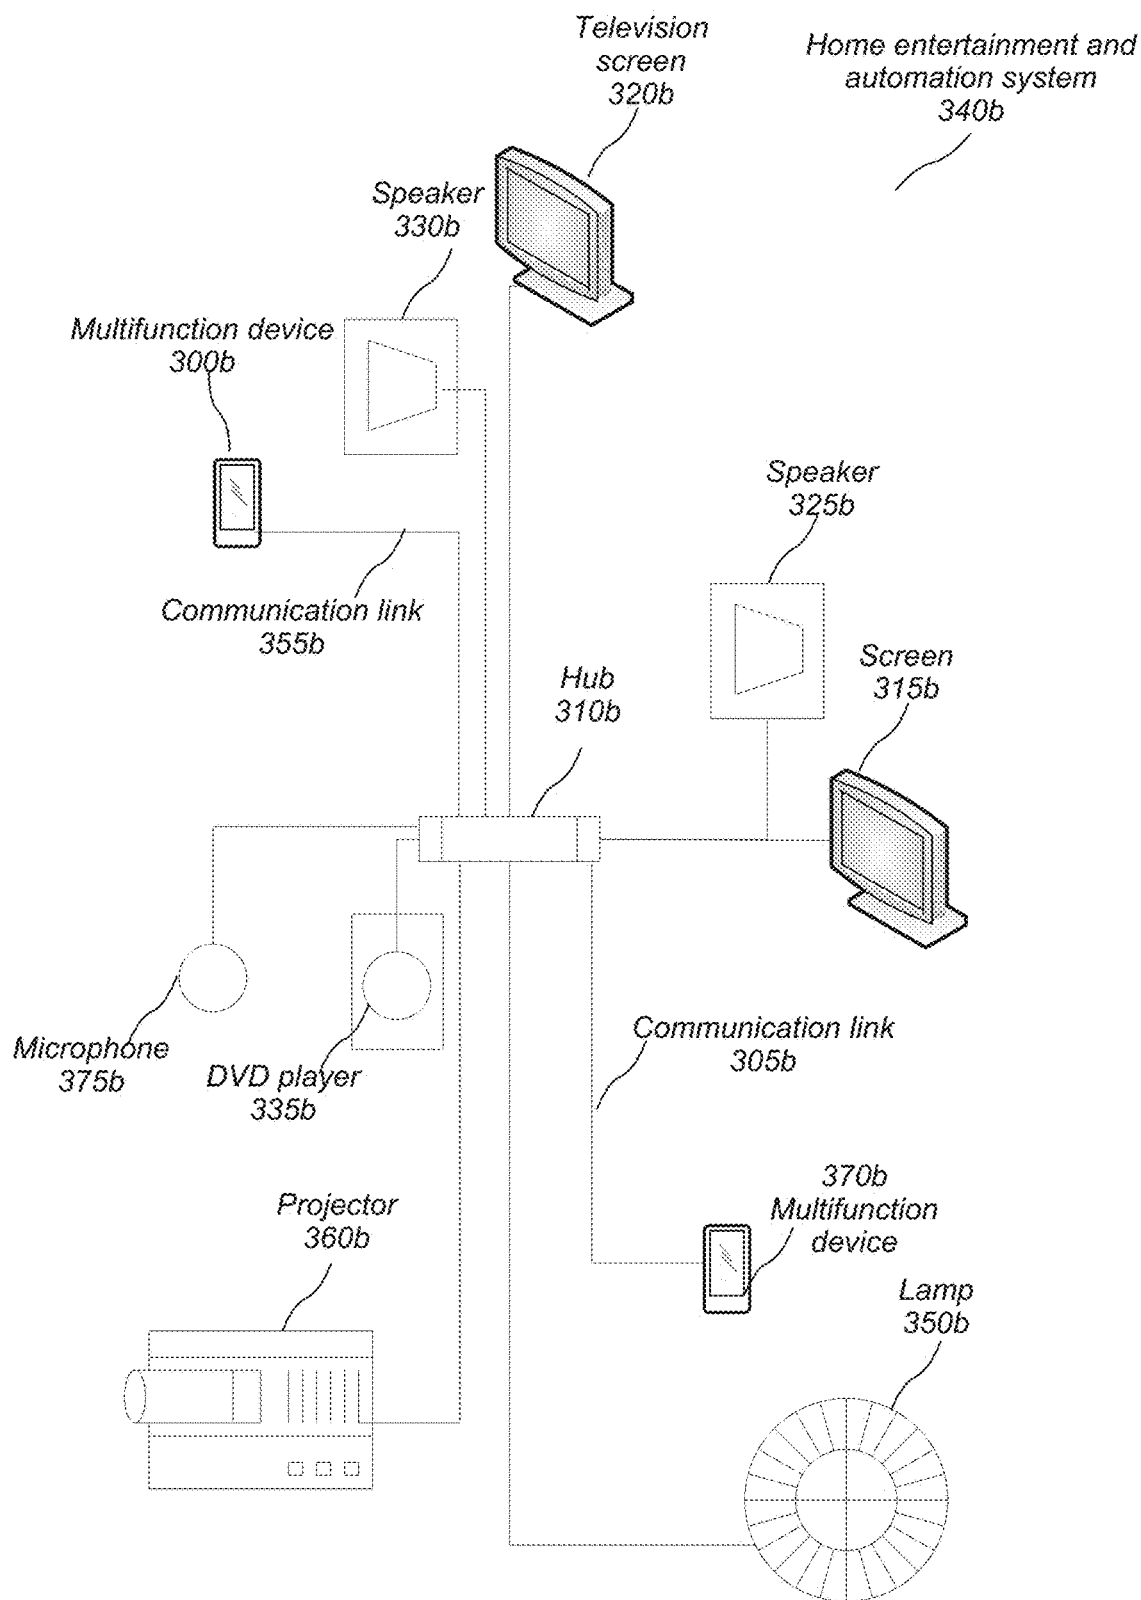 Television
screen
320b
Home entertainment and
automation system
340b
Speaker
330b
Multifunction device
300b
Speaker
325b
Communication link
355b
Screen
315b
Hub
310b
Communication link
305b
Microphone
375b
DVD player
335b
370b
Multifunction
device
Projector
360b
Lamp
350b